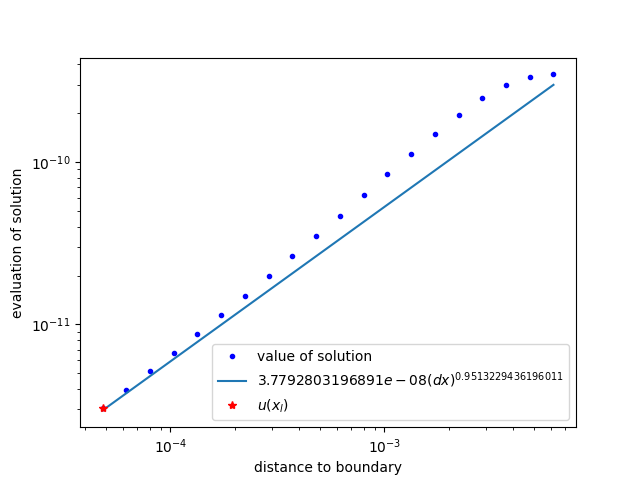 10⁻¹⁰
10⁻¹¹
evaluation of solution
value of solution
3.7792803196891e − 08(dx)^0.9513229436196011
u(x_l)
10⁻⁴
10⁻³
distance to boundary